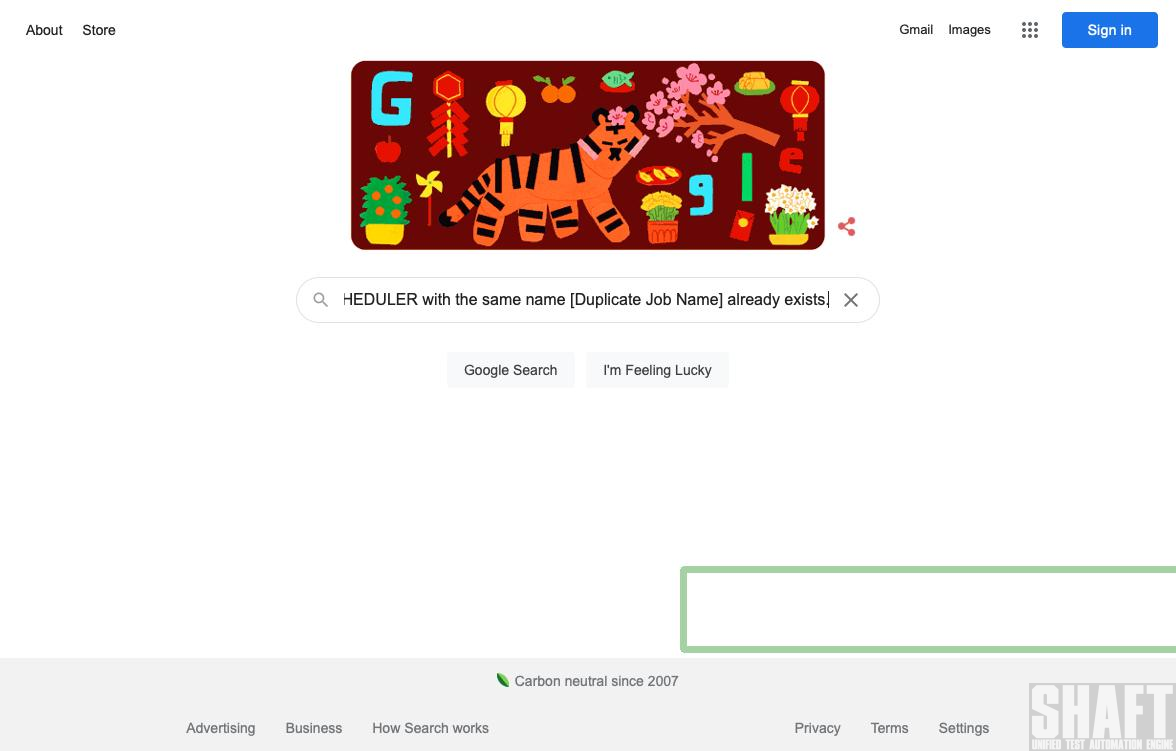 About Store
Gmail Images
Sign in
G g l e
HEDULER with the same name [Duplicate Job Name] already exists.
Google Search
I'm Feeling Lucky
Carbon neutral since 2007
Advertising Business How Search works
Privacy Terms Settings
SHAFT
UNIFIED TEST AUTOMATION ENGINE